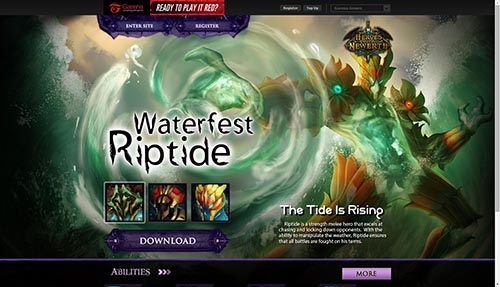 Garena
READY TO PLAY IT RED?
Register
Top Up
ENTER SITE
REGISTER
HEROES
NEWERTH
Waterfest
Riptide
The Tide Is Rising
Riptide is a strength melee hero that excels at
chasing and locking down opponents. With the
ability to manipulate the weather, Riptide ensures
that all battles are fought on his terms.
DOWNLOAD
ABILITIES
MORE